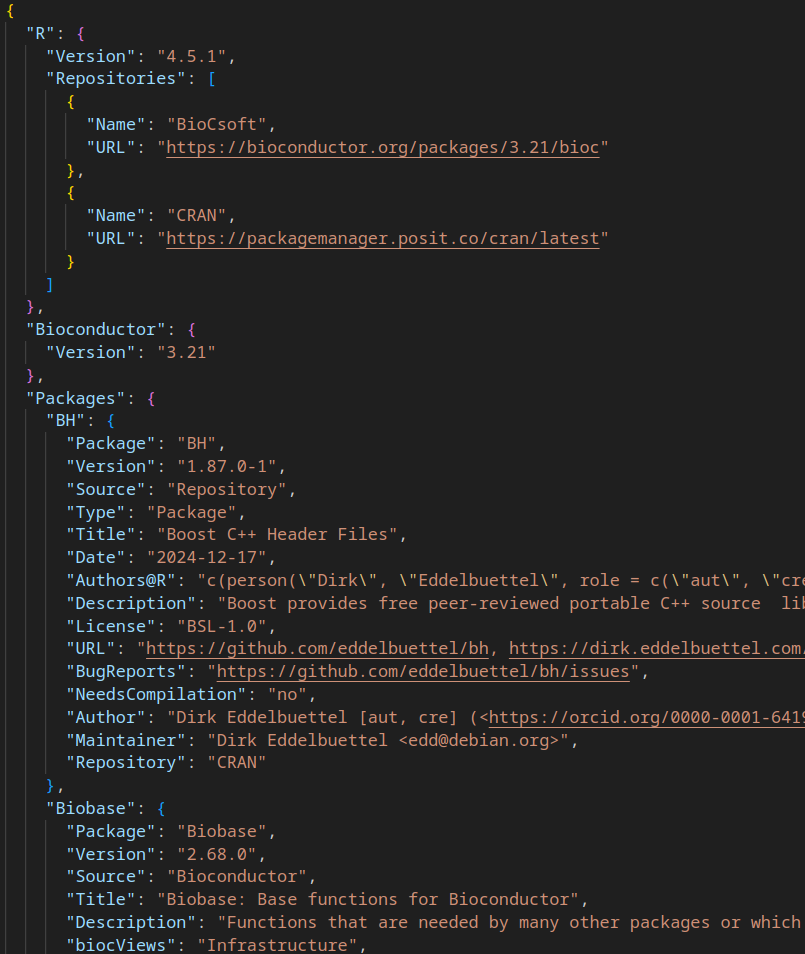 {
"R": {
"Version": "4.5.1",
"Repositories": [
{
"Name": "BioCsoft",
"URL": "https://bioconductor.org/packages/3.21/bioc"
},
{
"Name": "CRAN",
"URL": "https://packagemanager.posit.co/cran/latest"
}
]
},
"Bioconductor": {
"Version": "3.21"
},
"Packages": {
"BH": {
"Package": "BH",
"Version": "1.87.0-1",
"Source": "Repository",
"Type": "Package",
"Title": "Boost C++ Header Files",
"Date": "2024-12-17",
"Authors@R": "c(person(\"Dirk\", \"Eddelbuettel\", role = c(\"aut\", \"cre
"Description": "Boost provides free peer-reviewed portable C++ source  lib
"License": "BSL-1.0",
"URL": "https://github.com/eddelbuettel/bh, https://dirk.eddelbuettel.com/
"BugReports": "https://github.com/eddelbuettel/bh/issues",
"NeedsCompilation": "no",
"Author": "Dirk Eddelbuettel [aut, cre] (<https://orcid.org/0000-0001-6419
"Maintainer": "Dirk Eddelbuettel <edd@debian.org>",
"Repository": "CRAN"
},
"Biobase": {
"Package": "Biobase",
"Version": "2.68.0",
"Source": "Bioconductor",
"Title": "Biobase: Base functions for Bioconductor",
"Description": "Functions that are needed by many other packages or which
"biocViews": "Infrastructure",